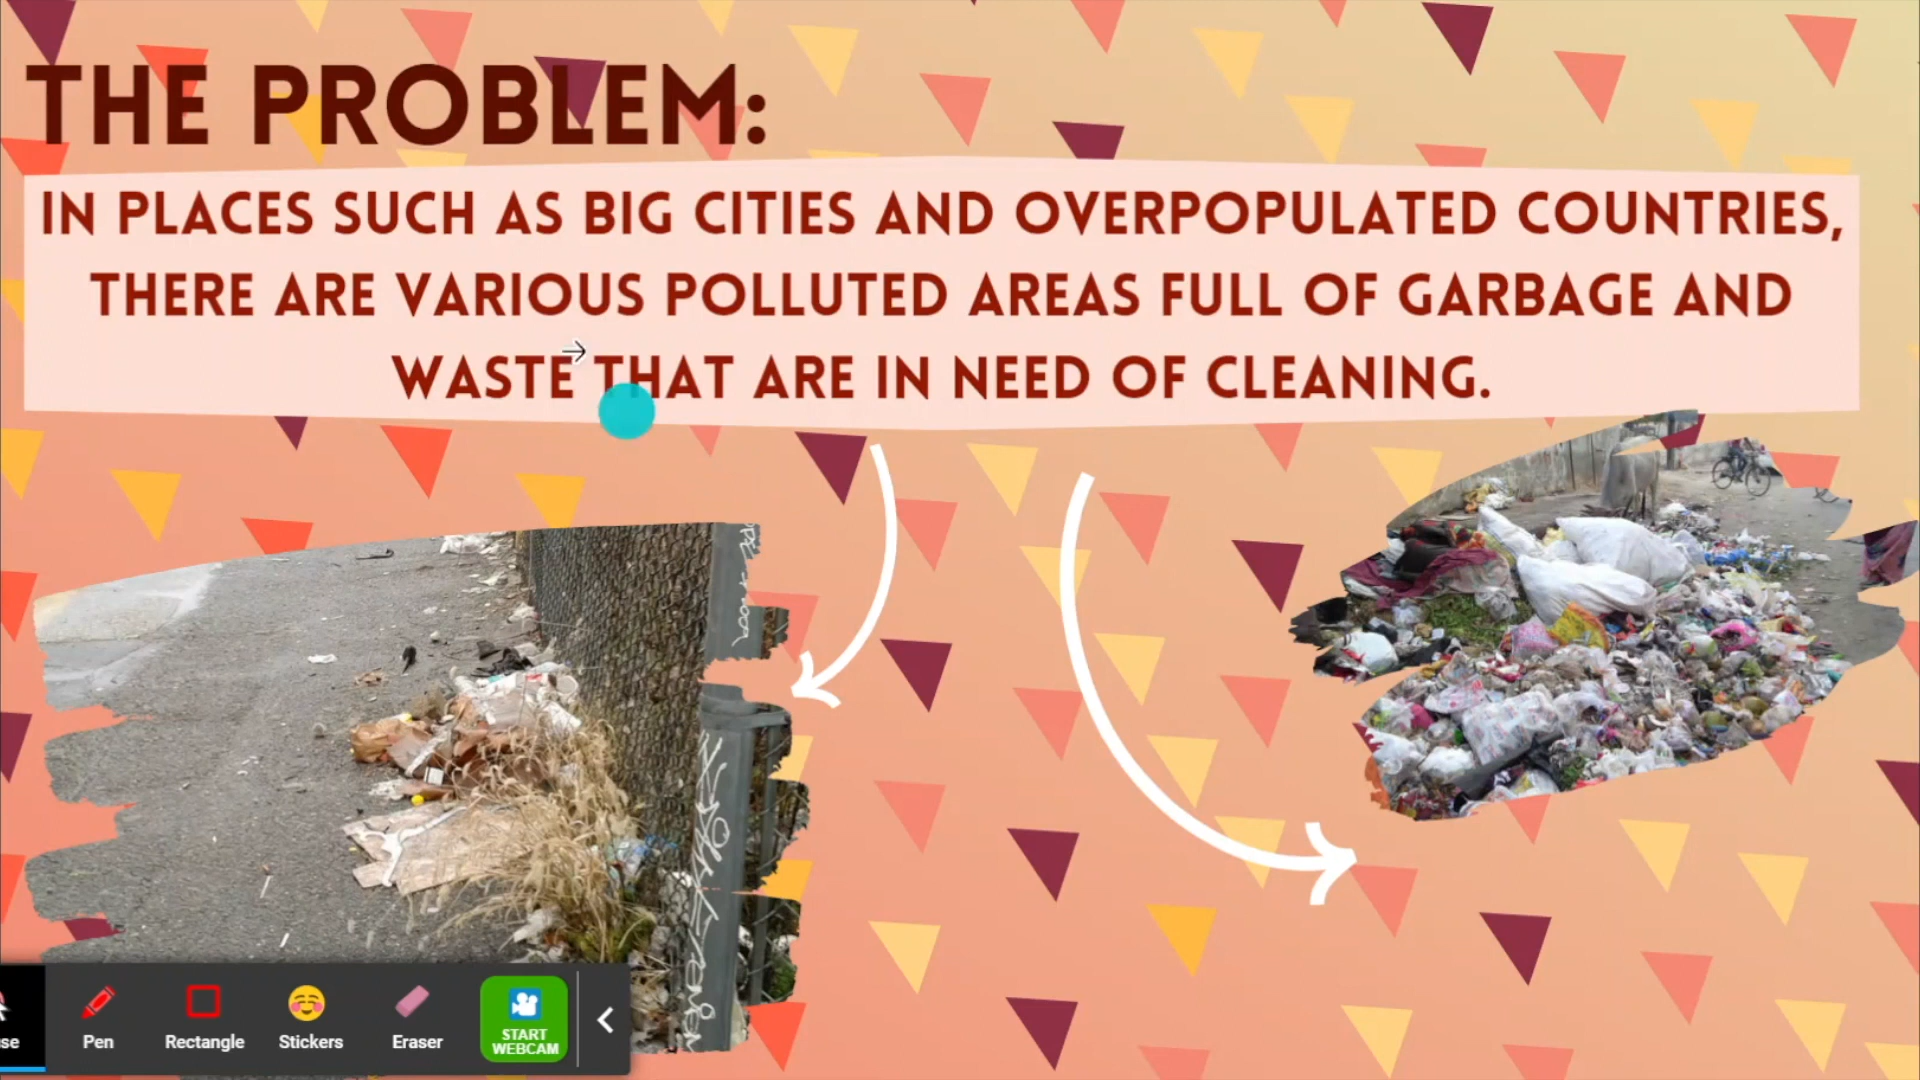 THE PROBLEM:
IN PLACES SUCH AS BIG CITIES AND OVERPOPULATED COUNTRIES,
THERE ARE VARIOUS POLLUTED AREAS FULL OF GARBAGE AND
WASTE THAT ARE IN NEED OF CLEANING.
Pen
Rectangle
Stickers
Eraser
START
WEBCAM